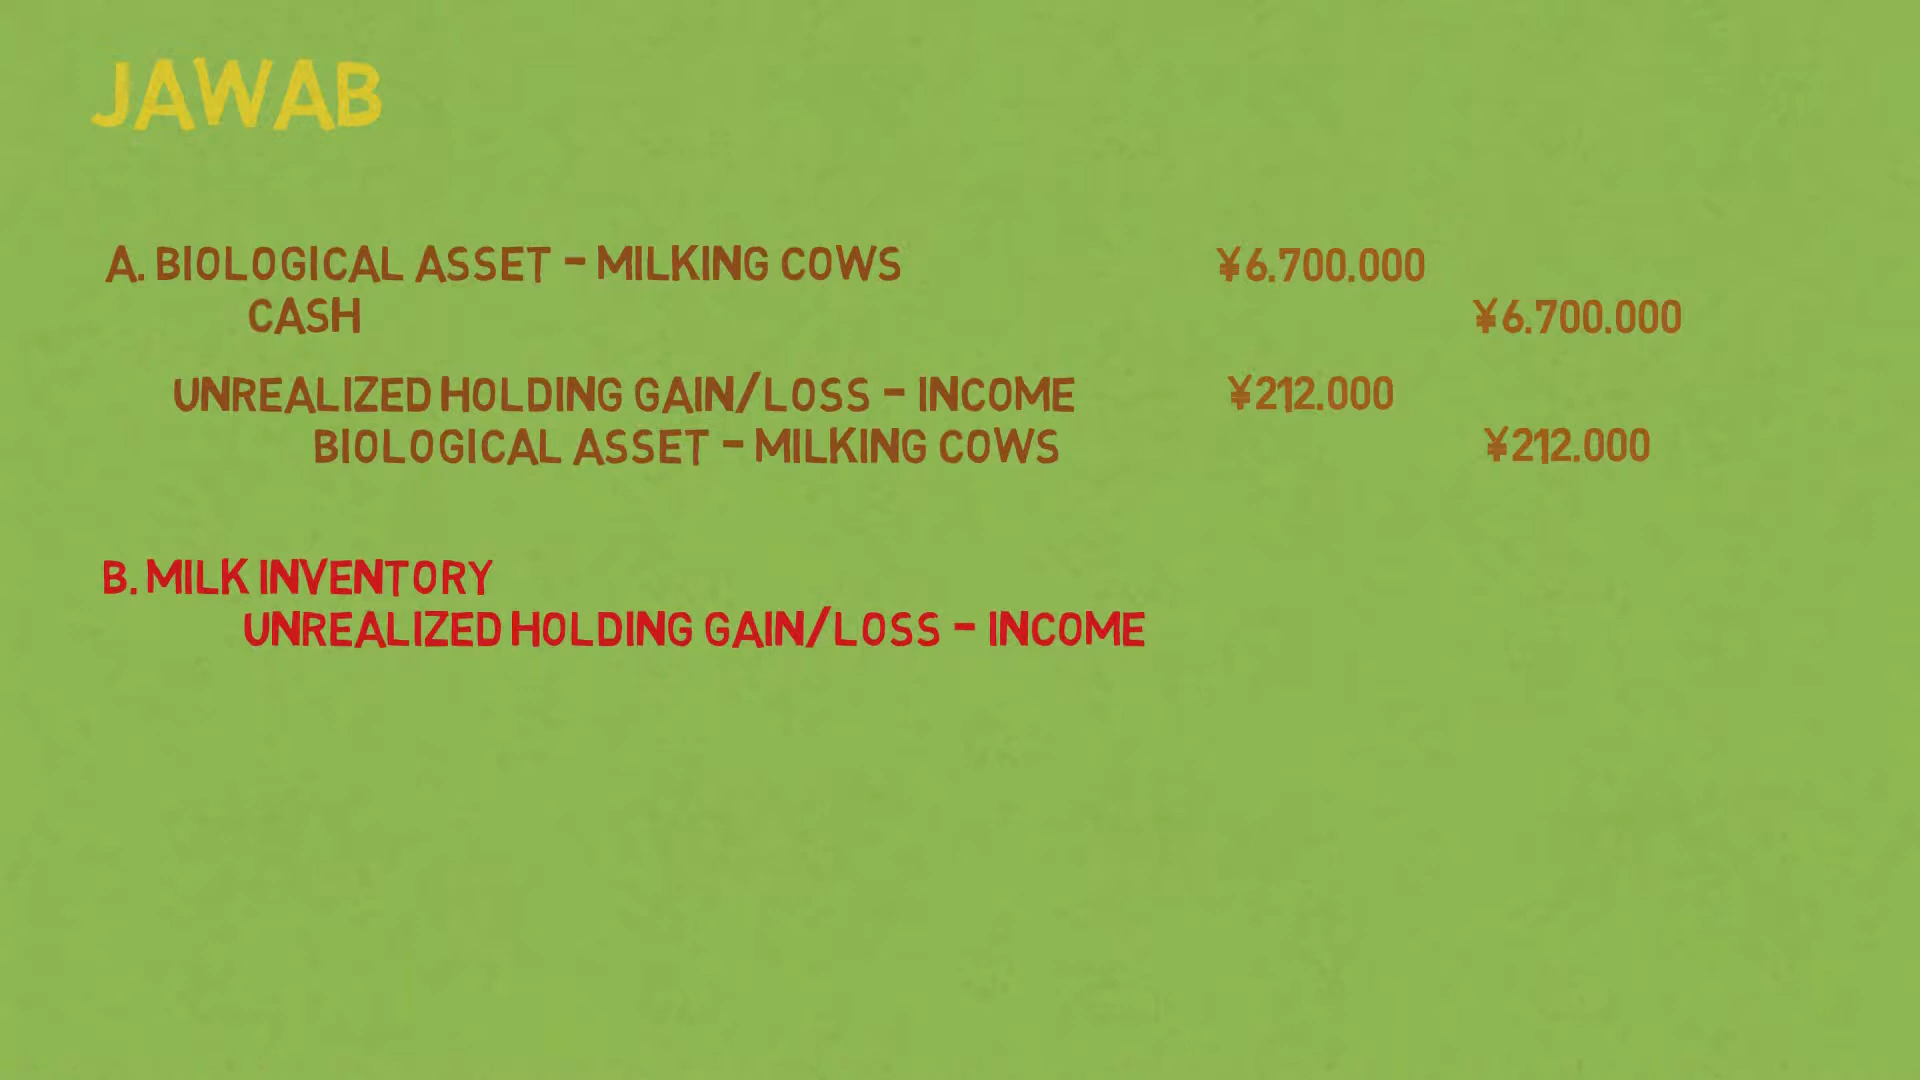 JAWAB
A. BIOLOGICAL ASSET - MILKING COWS ¥6.700.000
CASH ¥6.700.000
UNREALIZED HOLDING GAIN/LOSS - INCOME ¥212.000
BIOLOGICAL ASSET - MILKING COWS ¥212.000
B. MILK INVENTORY
UNREALIZED HOLDING GAIN/LOSS - INCOME